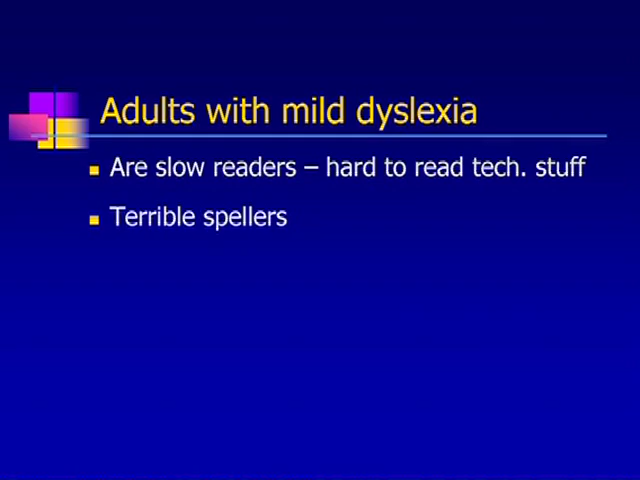 Adults with mild dyslexia
Are slow readers – hard to read tech. stuff
Terrible spellers